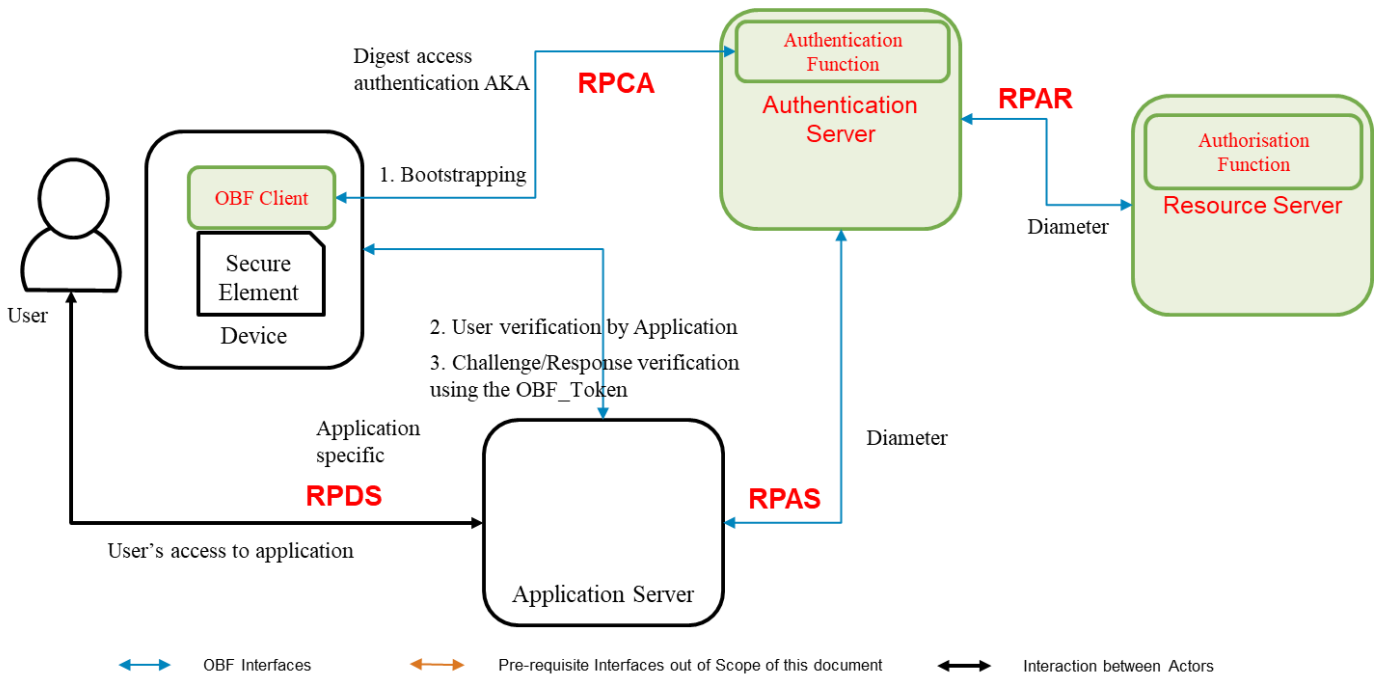 Digest access
authentication AKA
RPCA
Authentication
Function
Authentication
Server
RPAR
Authorisation
Function
Resource Server
Diameter
1. Bootstrapping
OBF Client
Secure
Element
Device
User
2. User verification by Application
3. Challenge/Response verification
using the OBF_Token
Application
specific
RPDS
Diameter
RPAS
User's access to application
Application Server
OBF Interfaces
Pre-requisite Interfaces out of Scope of this document
Interaction between Actors